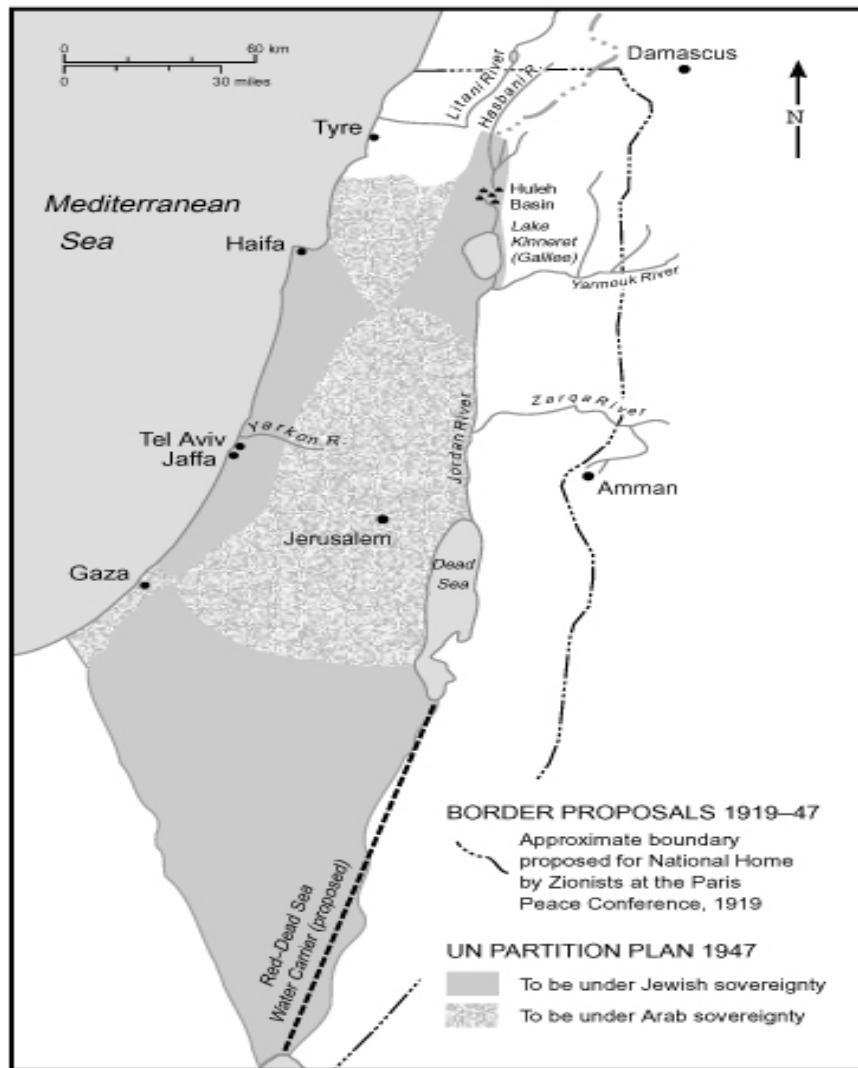 0 60 km
0 30 miles
Damascus
Litani River
Hasbani R.
N
Tyre
Huleh
Basin
Mediterranean
Sea
Lake
Kinneret
(Galilee)
Haifa
Yarmouk River
Zarqa River
Jordan River
Yarkon R.
Tel Aviv
Jaffa
Amman
Jerusalem
Dead
Sea
Gaza
BORDER PROPOSALS 1919–47
Approximate boundary
proposed for National Home
by Zionists at the Paris
Peace Conference, 1919
Red–Dead Sea
Water Carrier (proposed)
UN PARTITION PLAN 1947
To be under Jewish sovereignty
To be under Arab sovereignty